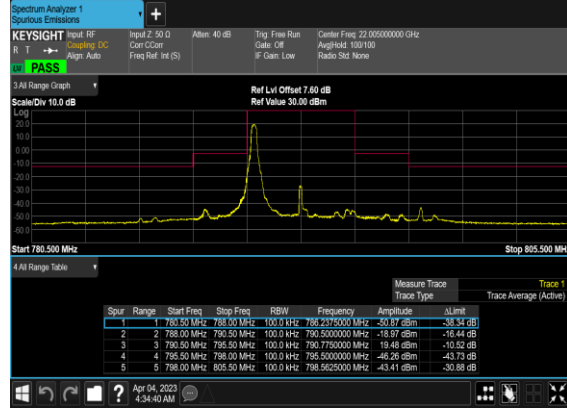 Spectrum Analyzer 1
Spurious Emissions
KEYSIGHT Input: RF Input Z: 50 Ω Atten: 40 dB Trig: Free Run Center Freq: 22.005000000 GHz
R T Coupling: DC Corr CCorr Gate: Off Avg|Hold: 100/100
Align: Auto Freq Ref: Int (S) IF Gain: Low Radio Std: None
PASS
3 All Range Graph
Ref Lvl Offset 7.60 dB
Scale/Div 10.0 dB Ref Value 30.00 dBm
Log
20.0
10.0
0.00
-10.0
-20.0
-30.0
-40.0
-50.0
-60.0
Start 780.500 MHz Stop 805.500 MH
4 All Range Table
Measure Trace Trace 1
Trace Type Trace Average (Active)
Spur Range Start Freq Stop Freq RBW Frequency Amplitude ΔLimit
1 1 780.50 MHz 788.00 MHz 100.0 kHz 786.2375000 MHz -50.87 dBm -38.34 dB
2 2 788.00 MHz 790.50 MHz 100.0 kHz 790.5000000 MHz -18.97 dBm -16.44 dB
3 3 790.50 MHz 795.50 MHz 100.0 kHz 790.7750000 MHz 19.48 dBm -10.52 dB
4 4 795.50 MHz 798.00 MHz 100.0 kHz 795.5000000 MHz -46.26 dBm -43.73 dB
5 5 798.00 MHz 805.50 MHz 100.0 kHz 798.5625000 MHz -43.41 dBm -30.88 dB
? Apr 04, 2023
4:34:40 AM